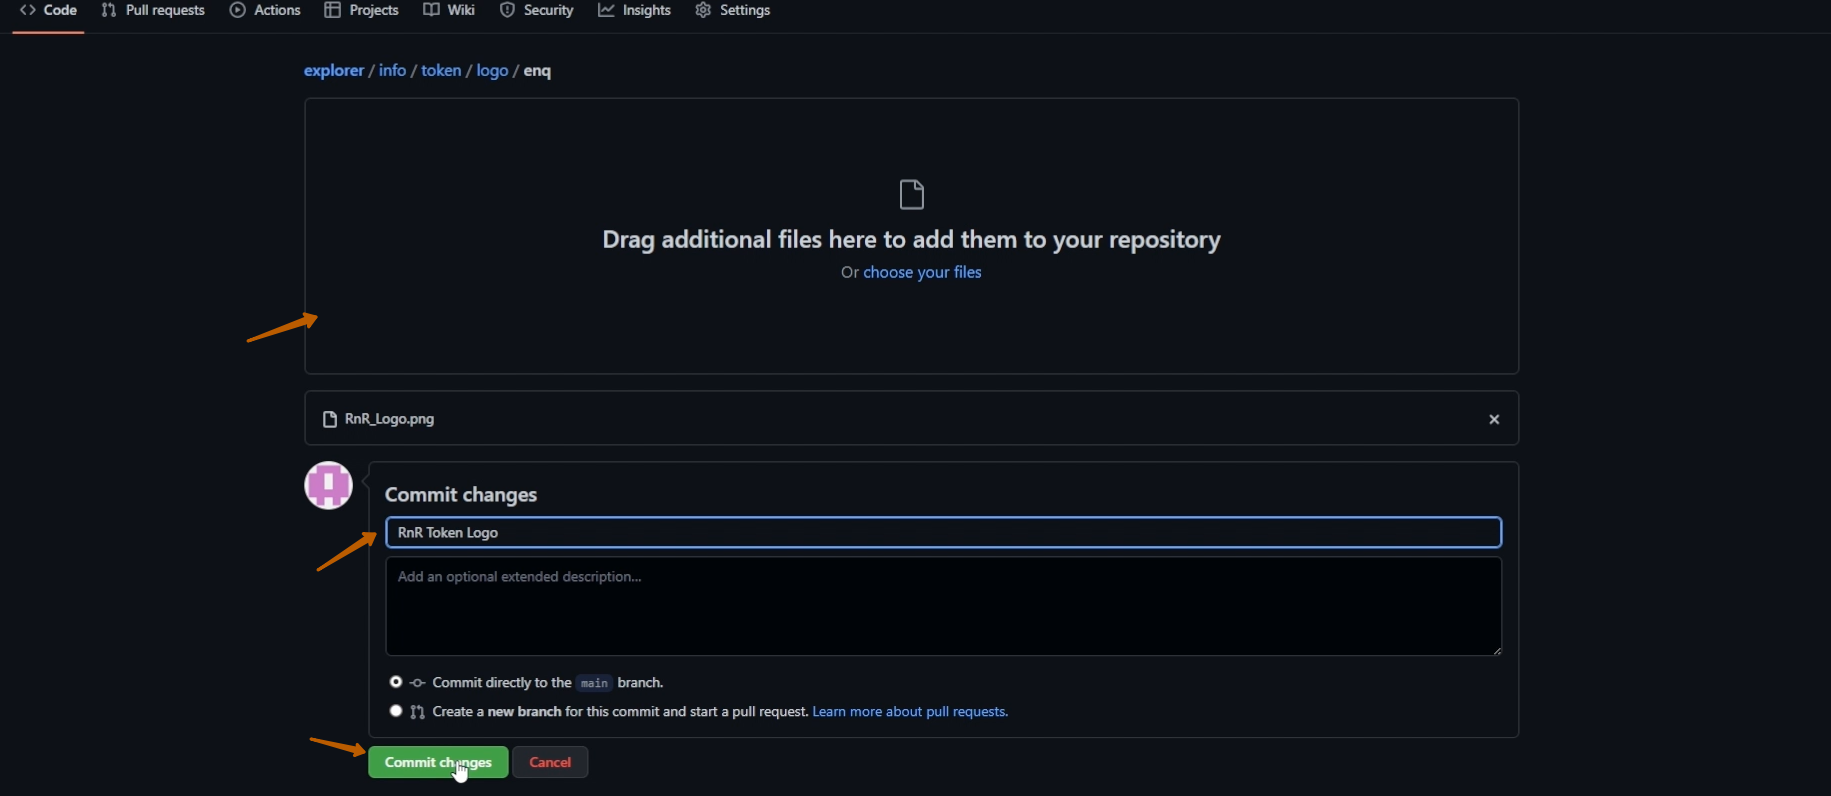 Code Pull requests Actions Projects Wiki Security Insights Settings
explorer / info / token / logo / enq
Drag additional files here to add them to your repository
Or choose your files
RnR_Logo.png
Commit changes
RnR Token Logo
Add an optional extended description...
Commit directly to the main branch.
Create a new branch for this commit and start a pull request. Learn more about pull requests.
Commit changes Cancel